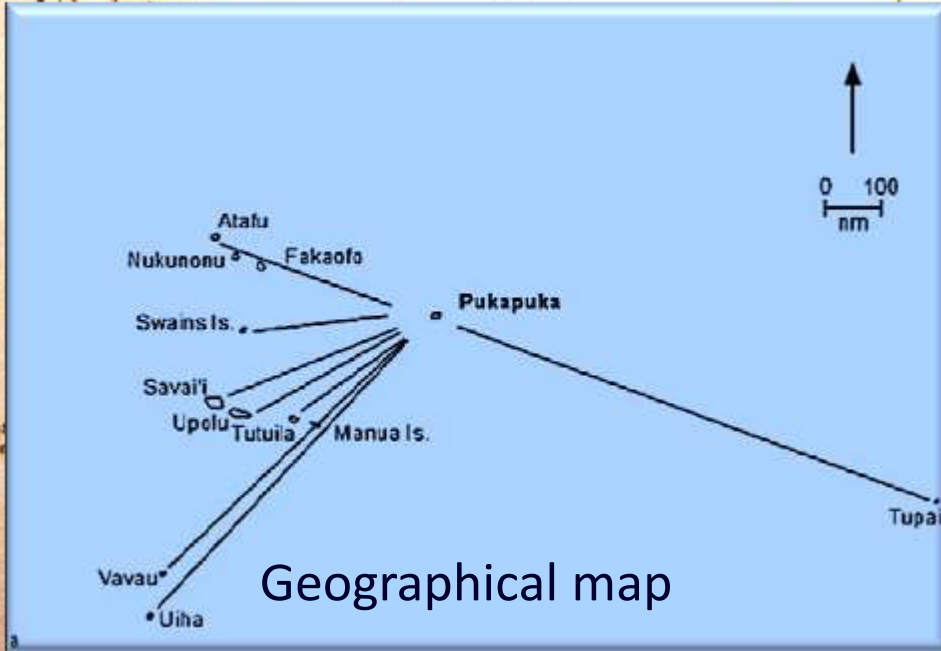 0 100
nm
Atafu
Nukunonu
Fakaofo
Pukapuka
Swains Is.
Savai'i
Upolu
Tutuila
Manua Is.
Tupai
Vavau
Uiha
Geographical map
a